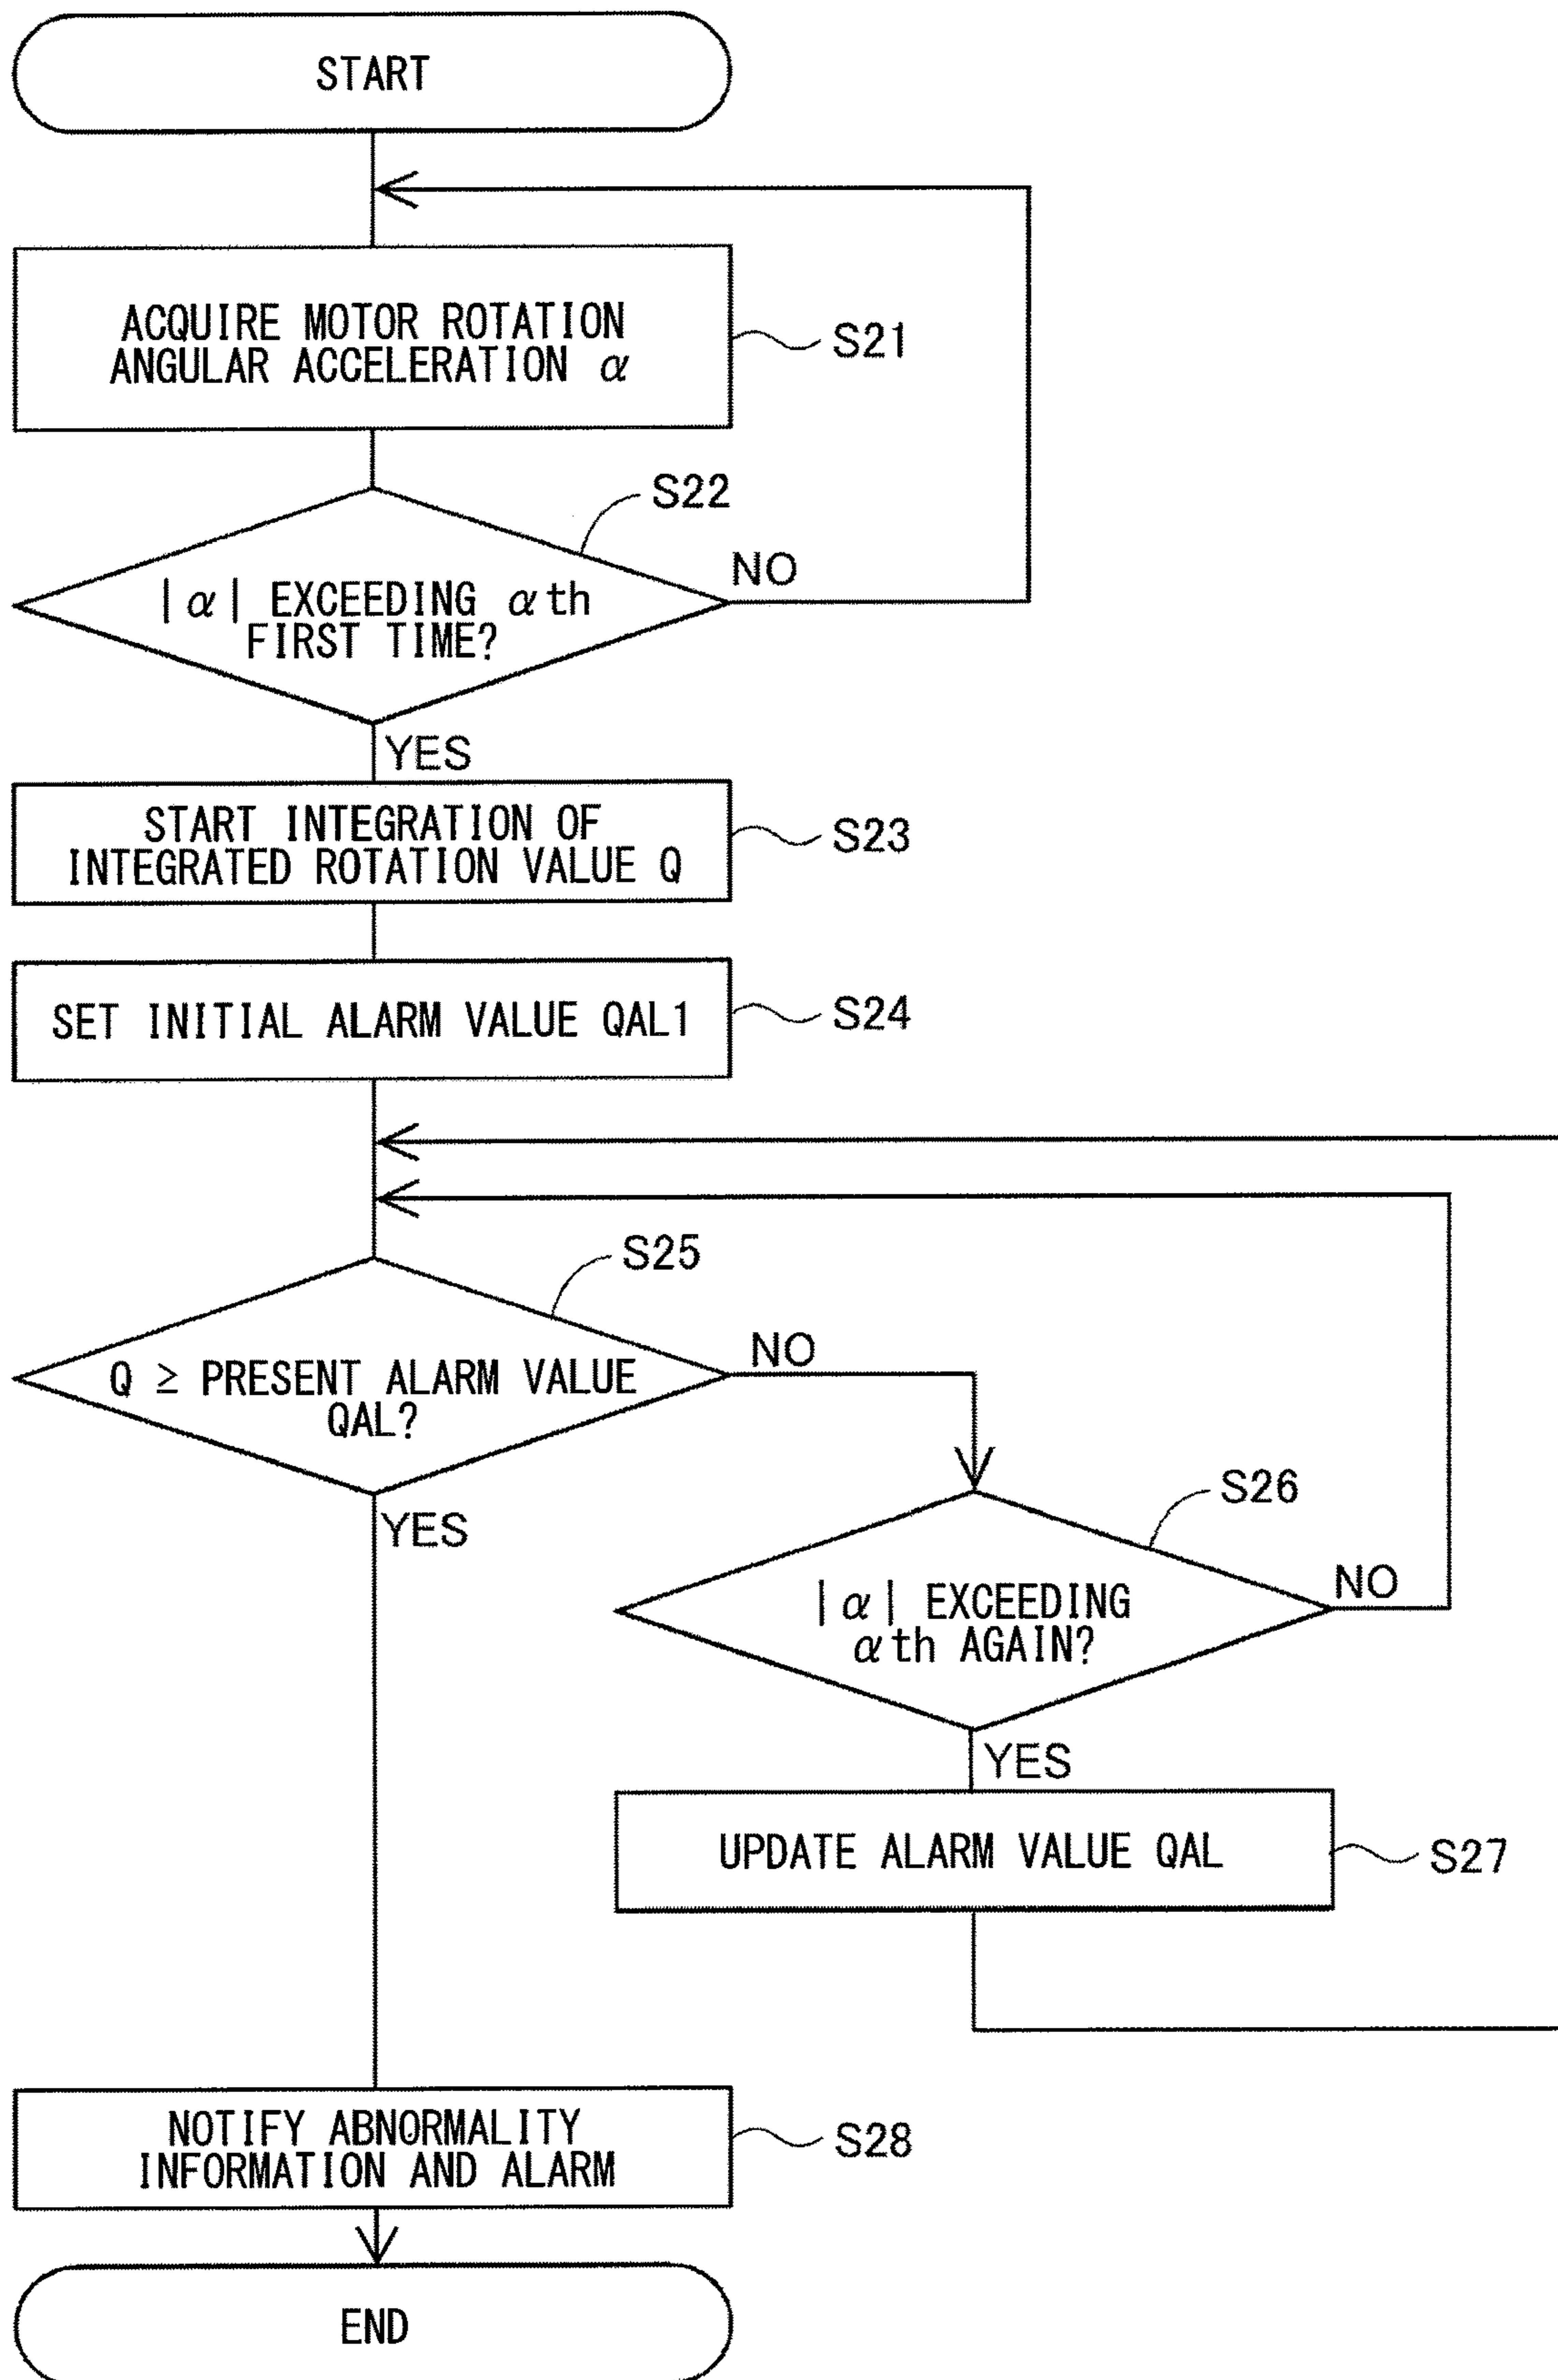 START
ACQUIRE MOTOR ROTATION
ANGULAR ACCELERATION α
S21
S22
|α| EXCEEDING αth
FIRST TIME?
NO
YES
START INTEGRATION OF
INTEGRATED ROTATION VALUE Q
S23
SET INITIAL ALARM VALUE QAL1
S24
S25
Q ≥ PRESENT ALARM VALUE
QAL?
NO
YES
S26
|α| EXCEEDING
αth AGAIN?
NO
YES
UPDATE ALARM VALUE QAL
S27
NOTIFY ABNORMALITY
INFORMATION AND ALARM
S28
END